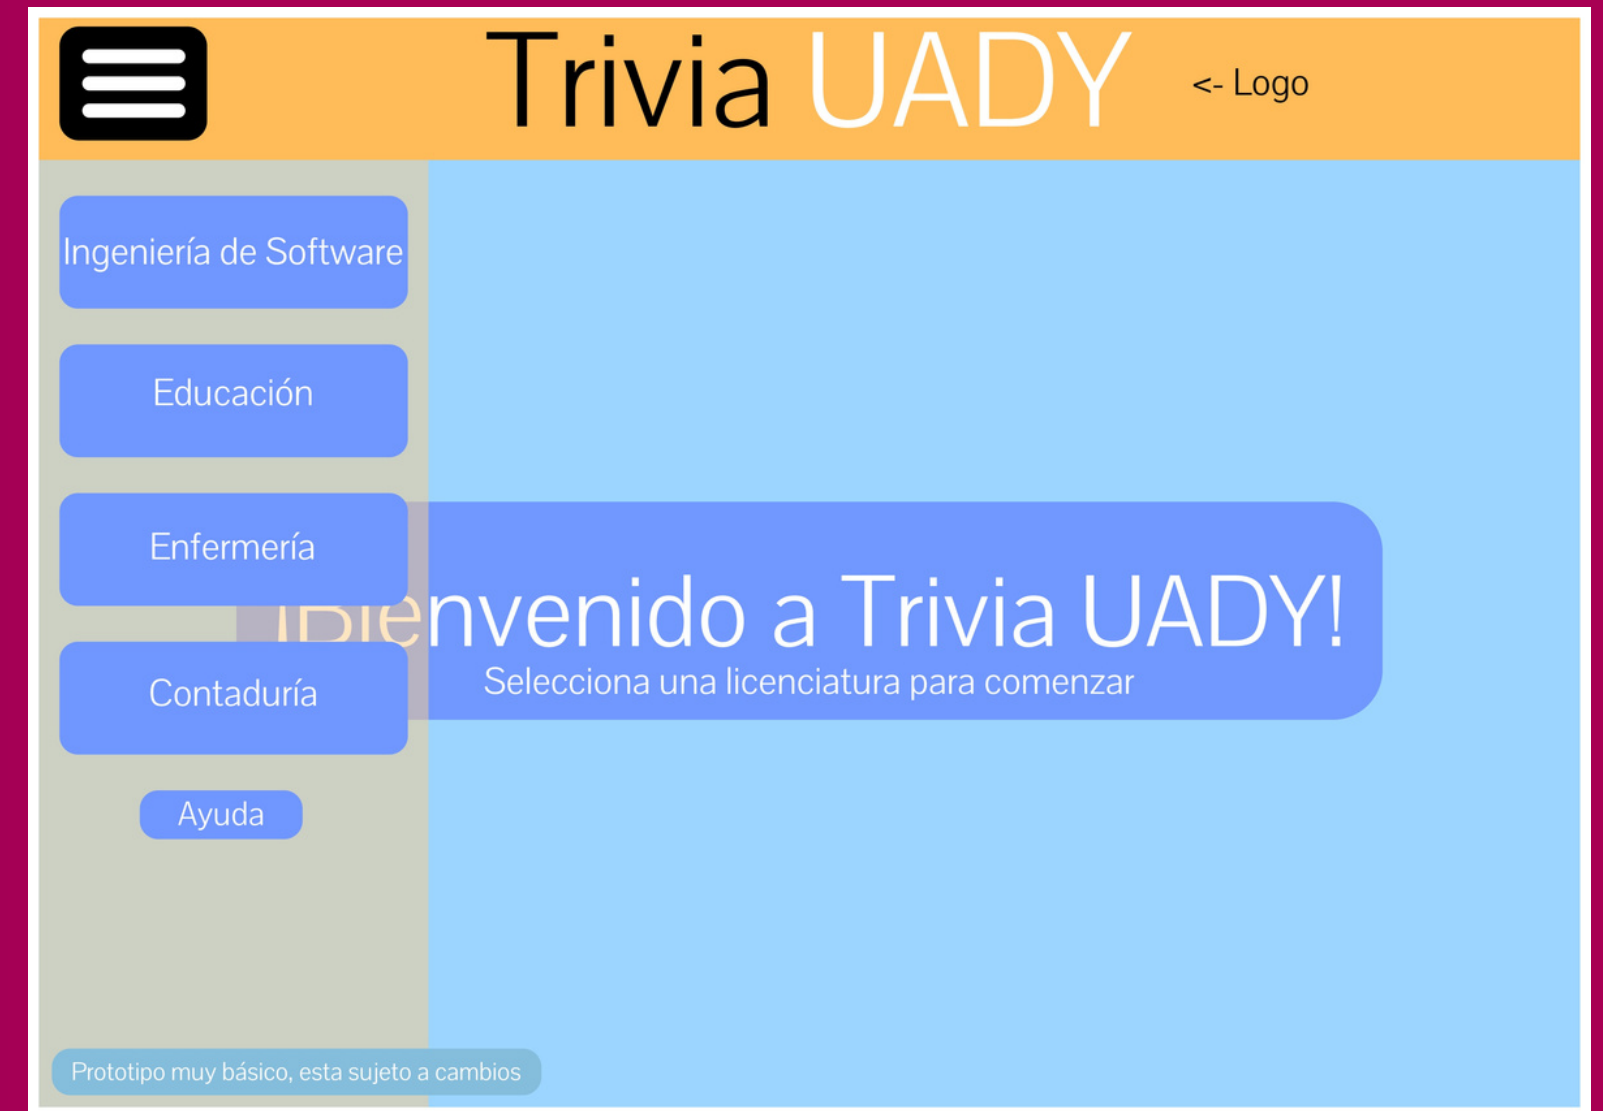 Trivia UADY
<- Logo
Ingeniería de Software
Educación
Enfermería
¡Bienvenido a Trivia UADY!
Selecciona una licenciatura para comenzar
Contaduría
Ayuda
Prototipo muy básico, esta sujeto a cambios